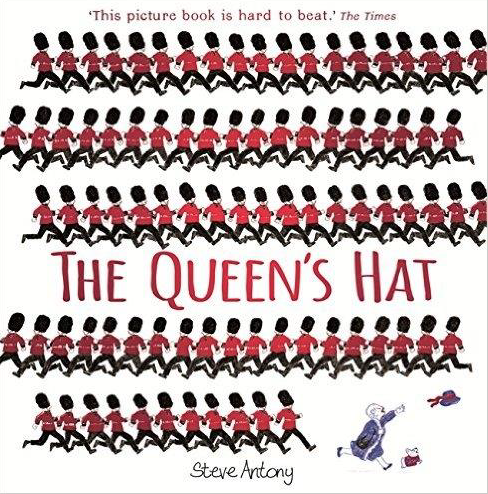 ‘This picture book is hard to beat.’ The Times
THE QUEEN’S HAT
Steve Antony